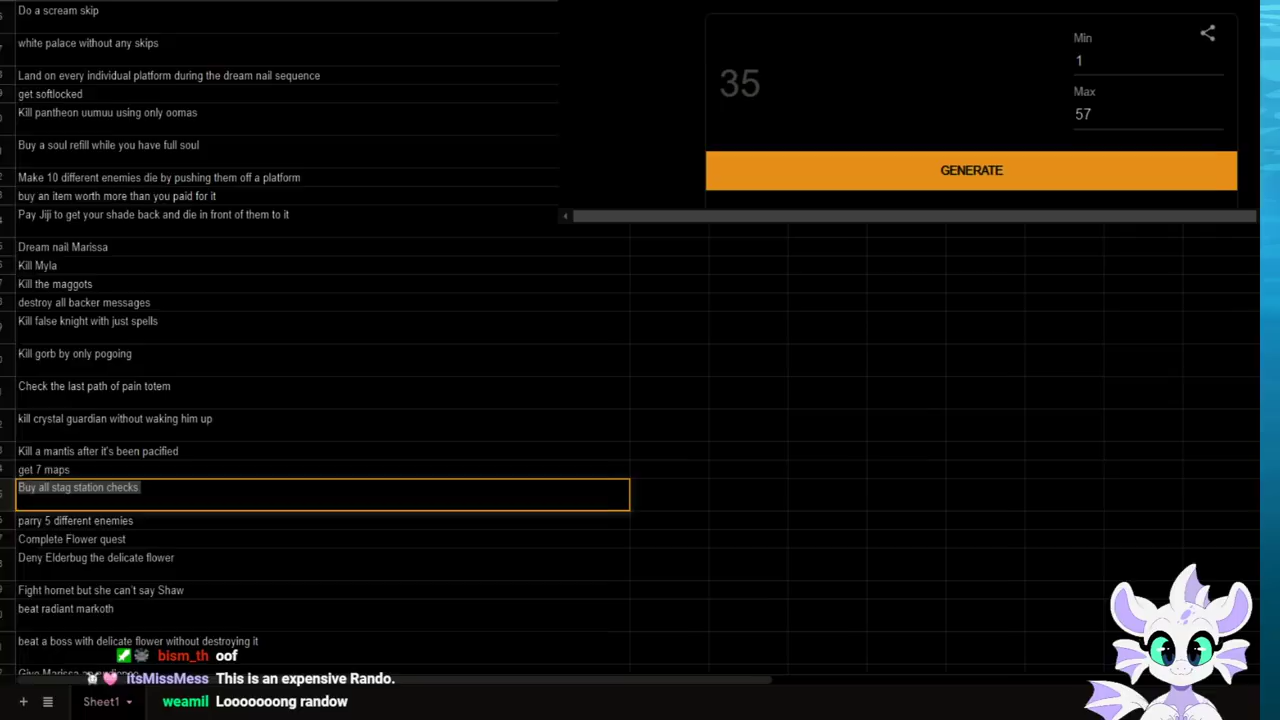 Do a scream skip
white palace without any skips
Land on every individual platform during the dream nail sequence
get softlocked
Kill pantheon uumuu using only oomas
Buy a soul refill while you have full soul
Make 10 different enemies die by pushing them off a platform
buy an item worth more than you paid for it
Pay Jiji to get your shade back and die in front of them to it
Dream nail Marissa
Kill Myla
Kill the maggots
destroy all backer messages
Kill false knight with just spells
Kill gorb by only pogoing
Check the last path of pain totem
kill crystal guardian without waking him up
Kill a mantis after it's been pacified
get 7 maps
Buy all stag station checks
parry 5 different enemies
Complete Flower quest
Deny Elderbug the delicate flower
Fight hornet but she can't say Shaw
beat radiant markoth
beat a boss with delicate flower without destroying it
Give Marissa an audience
35
Min
1
Max
57
GENERATE
bism_th oof
itsMissMess This is an expensive Rando.
weamil Looooooong randow
Sheet1